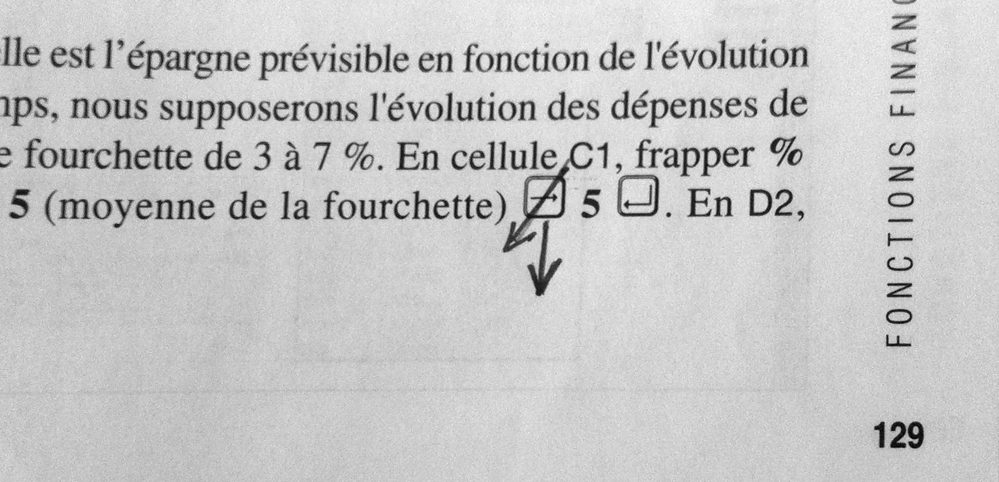 lle est l’épargne prévisible en fonction de l'évolution
mps, nous supposerons l'évolution des dépenses de
e fourchette de 3 à 7 %. En cellule C1, frapper %
5 (moyenne de la fourchette) → 5 ↵. En D2,
FONCTIONS FINANC
129